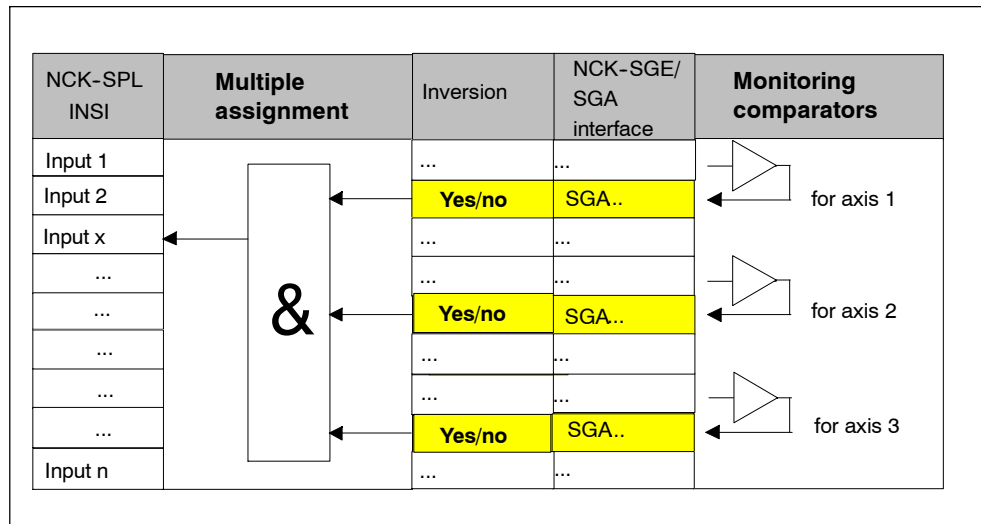 NCK-SPL
INSI
Multiple
assignment
Inversion
NCK-SGE/
SGA
interface
Monitoring
comparators
Input 1
...
...
Input 2
Yes/no
SGA..
for axis 1
Input x
...
...
...
...
...
...
&
Yes/no
SGA...
for axis 2
...
...
...
...
...
...
...
Yes/no
SGA..
for axis 3
Input n
...
...